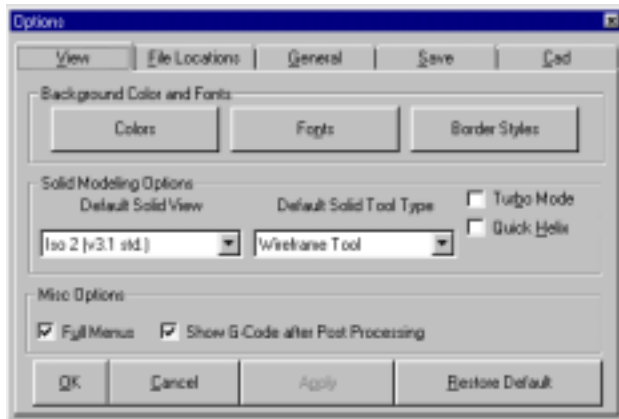 Options
View File Locations General Save Cad
Background Color and Fonts
Colors Fonts Border Styles
Solid Modeling Options
Default Solid View Default Solid Tool Type Turbo Mode
Quick Helix
Iso 2 (v3.1 std.) Wireframe Tool
Misc Options
Full Menus Show G-Code after Post Processing
OK Cancel Apply Restore Default